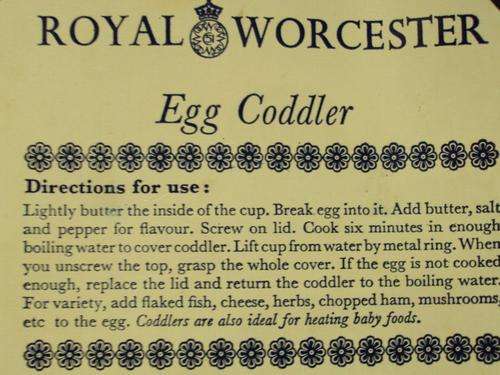 ROYAL WORCESTER
Egg Coddler
Directions for use:
Lightly butter the inside of the cup. Break egg into it. Add butter, salt
and pepper for flavour. Screw on lid. Cook six minutes in enough
boiling water to cover coddler. Lift cup from water by metal ring. When
you unscrew the top, grasp the whole cover. If the egg is not cooked
enough, replace the lid and return the coddler to the boiling water.
For variety, add flaked fish, cheese, herbs, chopped ham, mushrooms,
etc to the egg. Coddlers are also ideal for heating baby foods.